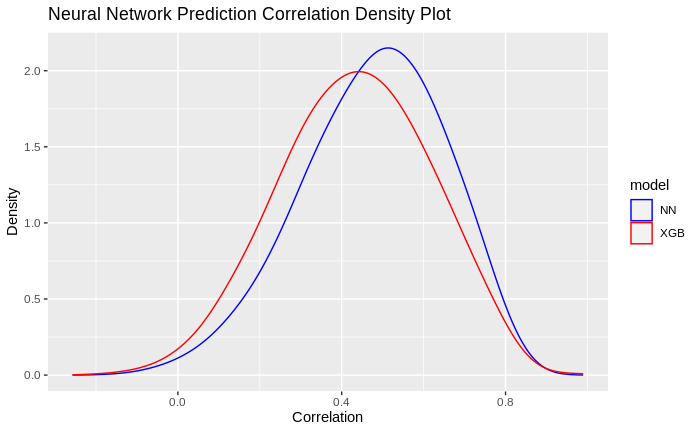 Neural Network Prediction Correlation Density Plot
2.0
1.5
1.0
0.5
0.0
Density
0.0 0.4 0.8
Correlation
model
NN
XGB